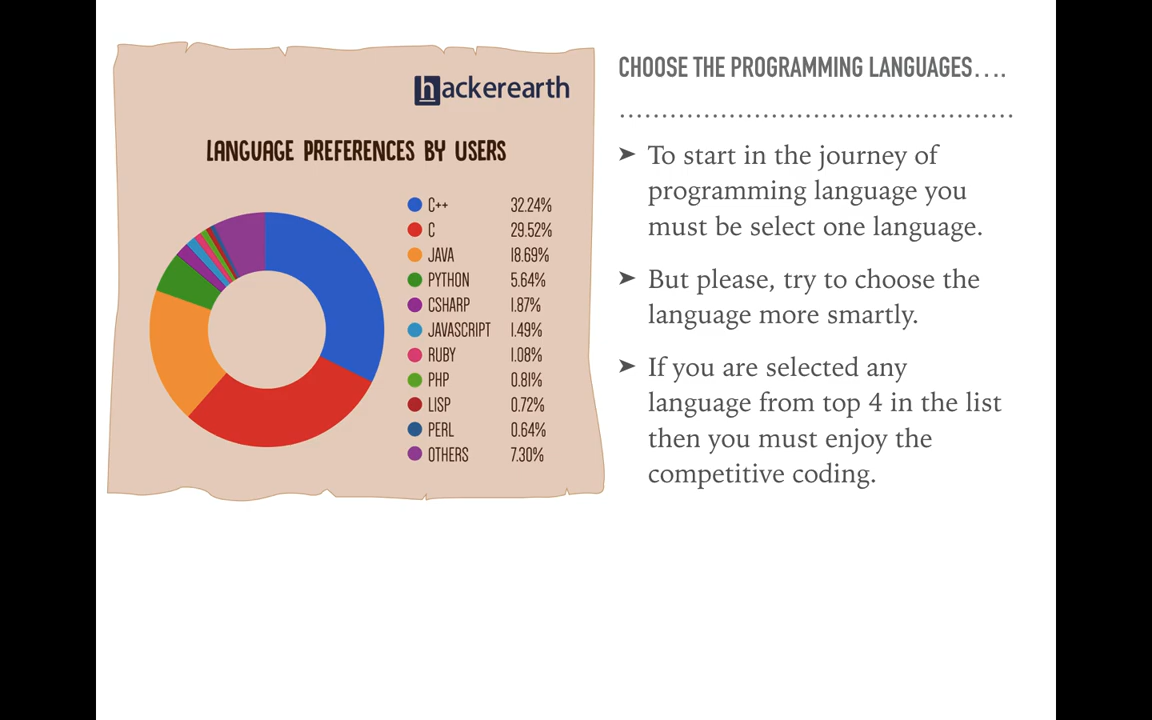 hackerearth
LANGUAGE PREFERENCES BY USERS
C++ 32.24%
C 29.52%
JAVA 18.69%
PYTHON 5.64%
CSHARP 1.87%
JAVASCRIPT 1.49%
RUBY 1.08%
PHP 0.81%
LISP 0.72%
PERL 0.64%
OTHERS 7.30%
CHOOSE THE PROGRAMMING LANGUAGES....
➤ To start in the journey of
programming language you
must be select one language.
➤ But please, try to choose the
language more smartly.
➤ If you are selected any
language from top 4 in the list
then you must enjoy the
competitive coding.